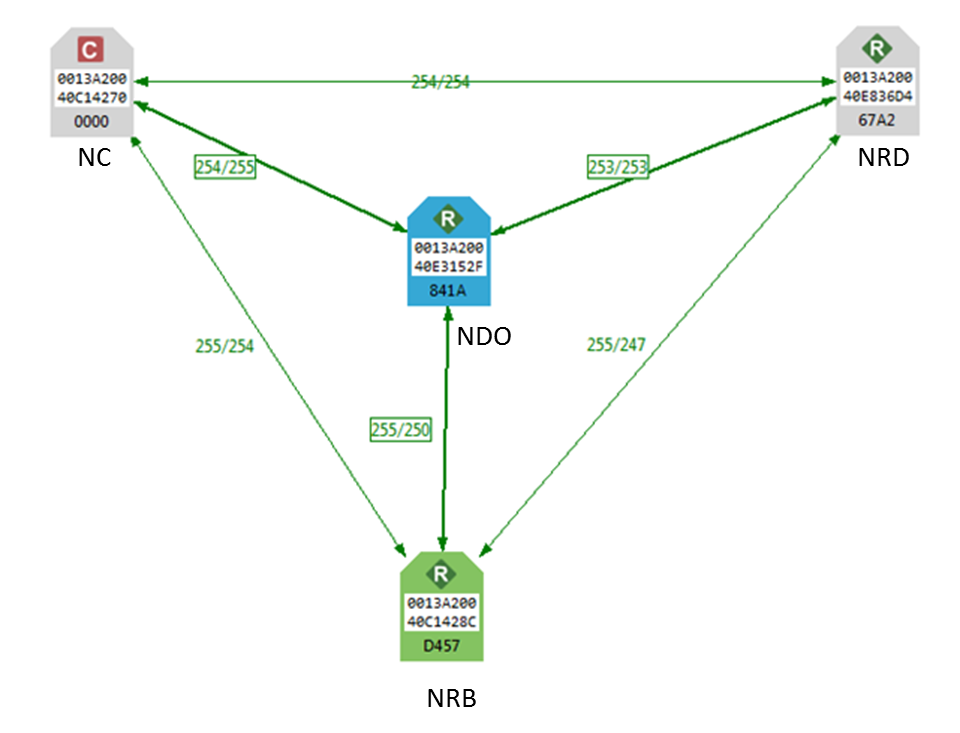 C
0013A200
40C14270
0000
NC
254/254
R
0013A200
40E836D4
67A2
NRD
254/255
253/253
R
0013A200
40E3152F
841A
NDO
255/254
255/247
255/250
R
0013A200
40C1428C
D457
NRB